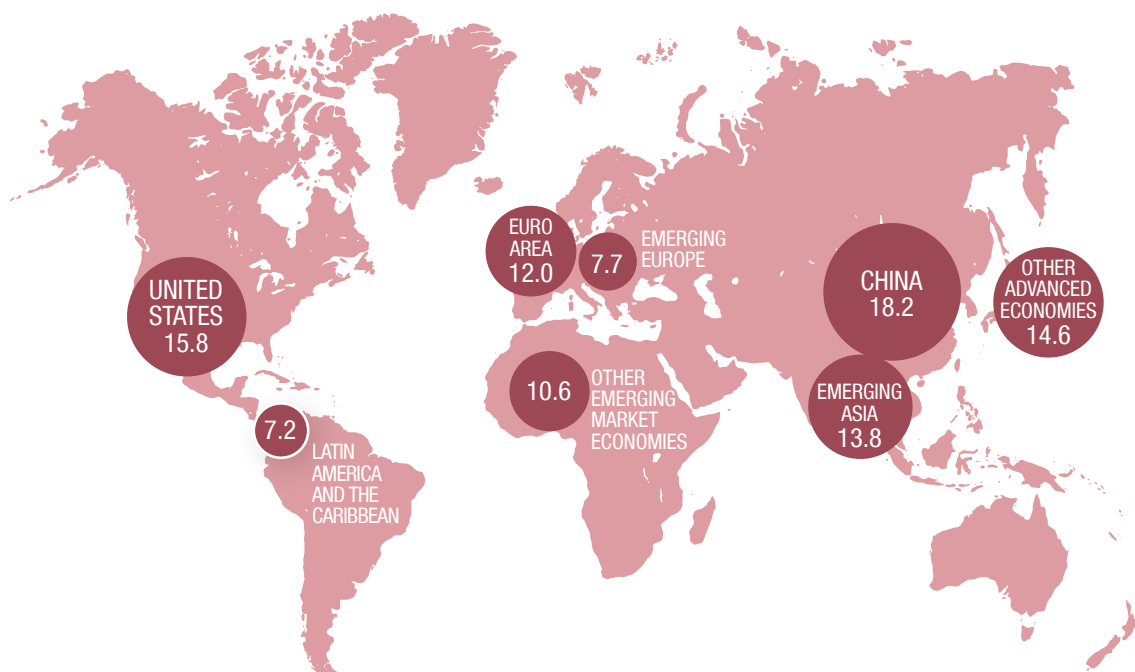 EURO
AREA
12.0
7.7
EMERGING
EUROPE
UNITED
STATES
15.8
CHINA
18.2
OTHER
ADVANCED
ECONOMIES
14.6
10.6
OTHER
EMERGING
MARKET
ECONOMIES
EMERGING
ASIA
13.8
7.2
LATIN
AMERICA
AND THE
CARIBBEAN